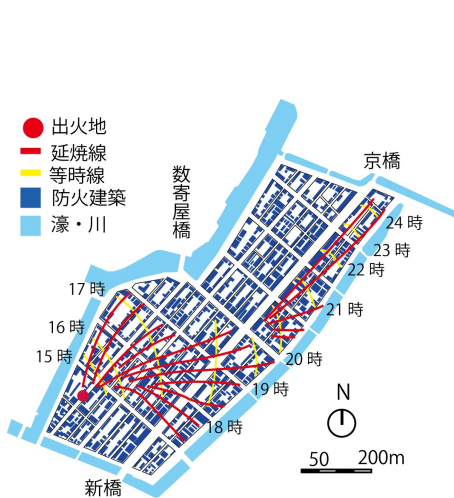 出火地
延焼線
等時線
防火建築
濠・川
数寄屋橋
京橋
24 時
23 時
22 時
21 時
20 時
19 時
18 時
17 時
16 時
15 時
新橋
N
50 200m